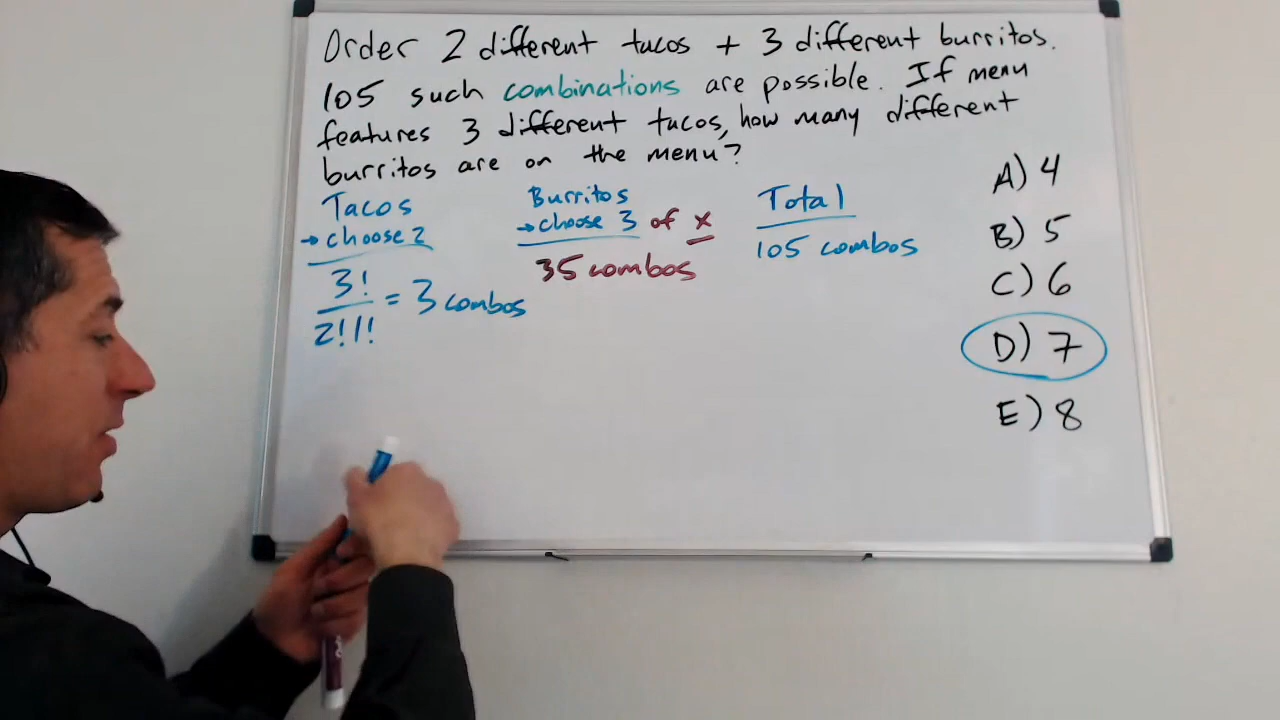 Order 2 different tacos + 3 different burritos.
105 such combinations are possible. If menu
features 3 different tacos, how many different
burritos are on the menu?
Tacos
→ choose 2
3!
2!1!
= 3 combos
Burritos
→ choose 3 of x
35 combos
Total
105 combos
A) 4
B) 5
C) 6
D) 7
E) 8